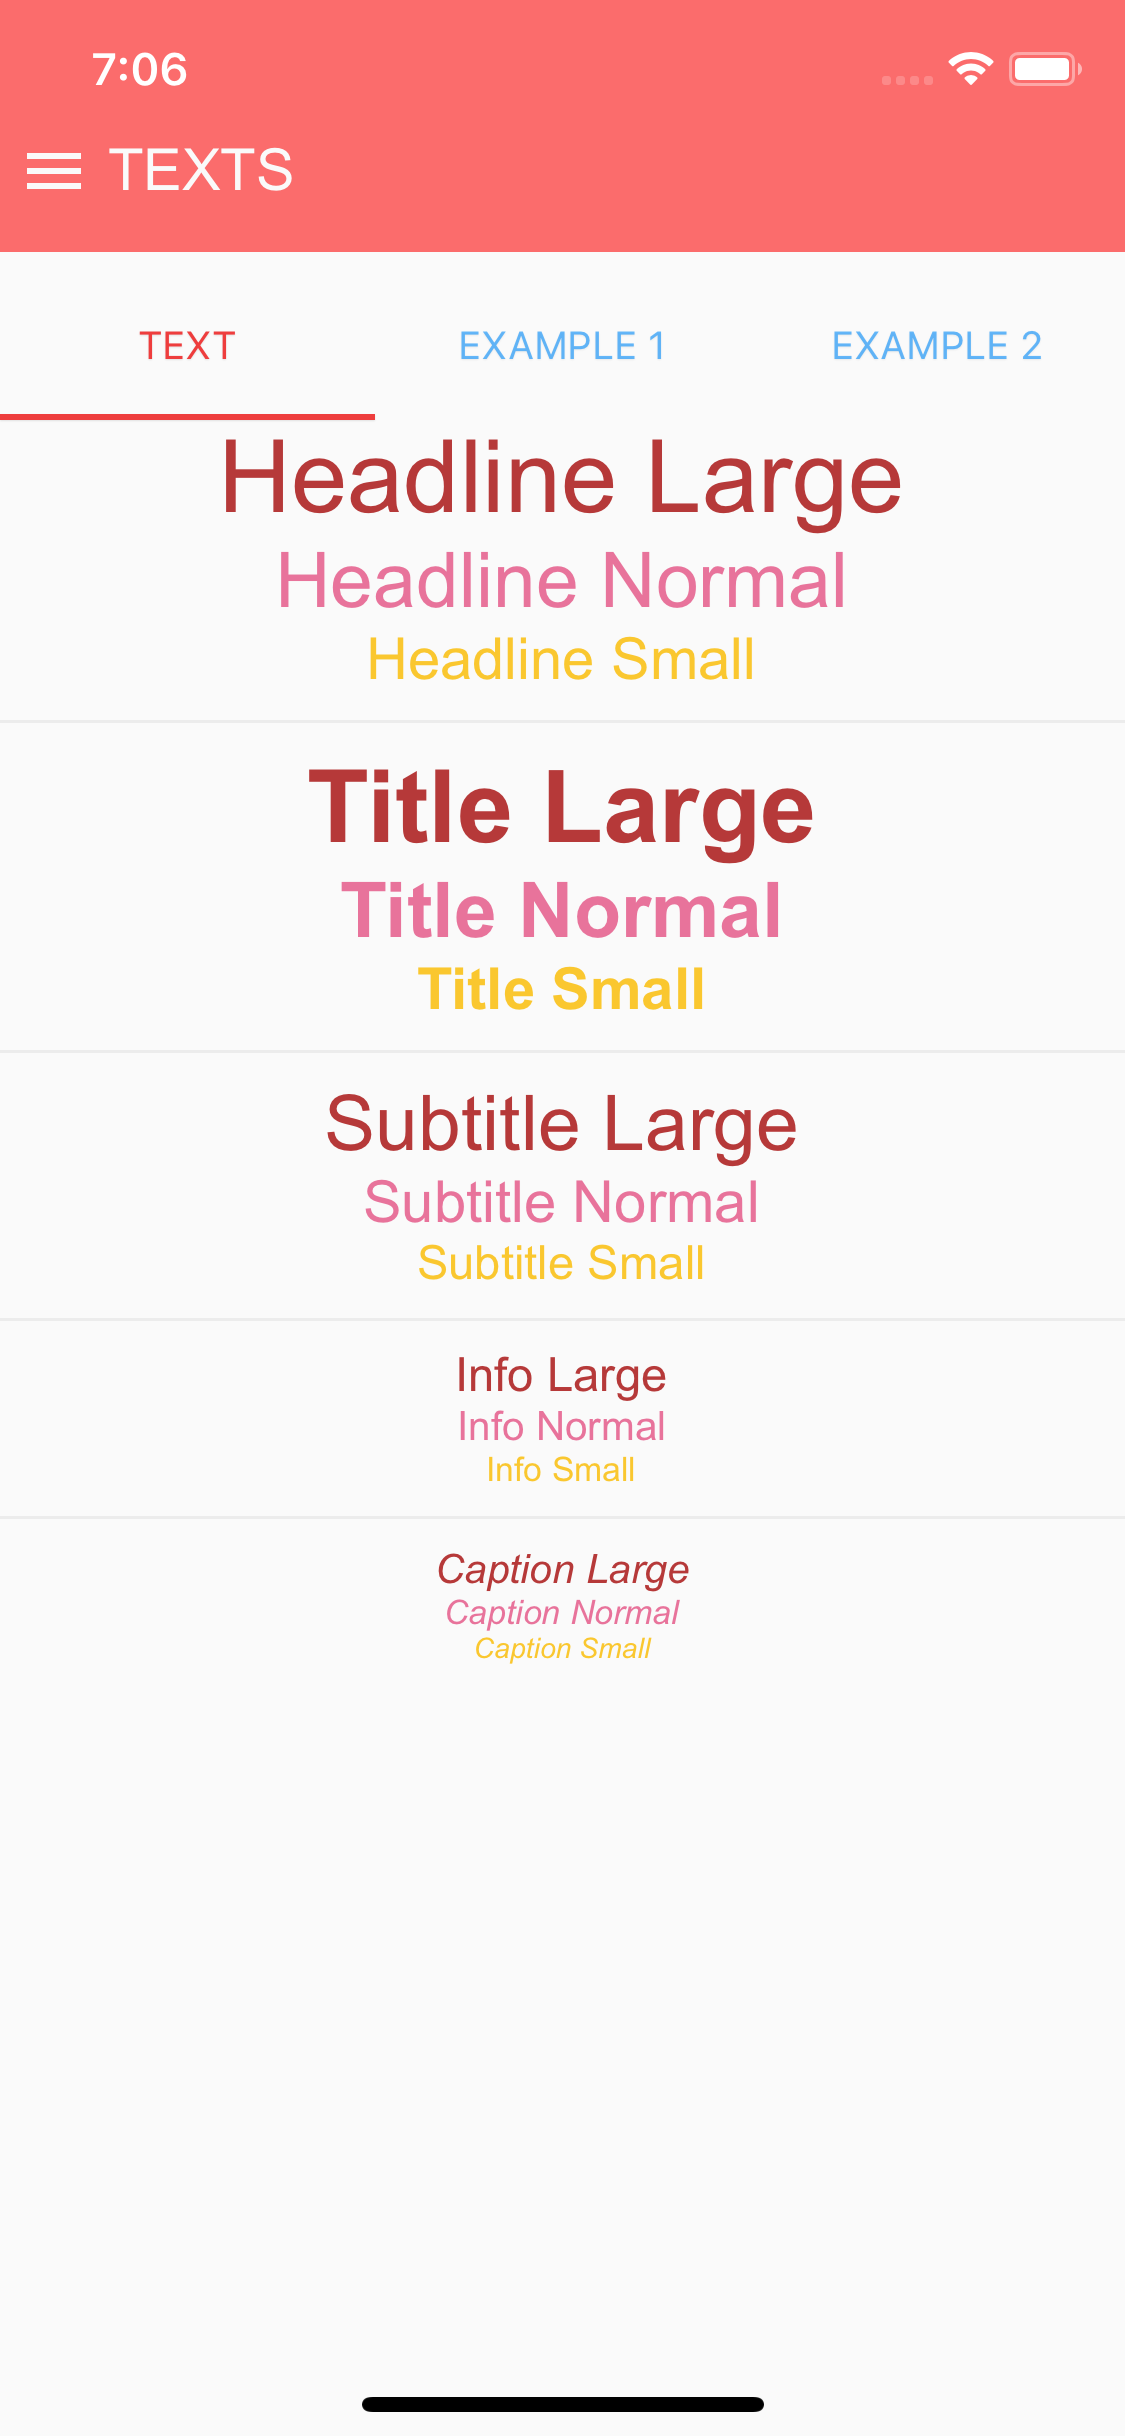 7:06
TEXTS
TEXT
EXAMPLE 1
EXAMPLE 2
Headline Large
Headline Normal
Headline Small
Title Large
Title Normal
Title Small
Subtitle Large
Subtitle Normal
Subtitle Small
Info Large
Info Normal
Info Small
Caption Large
Caption Normal
Caption Small